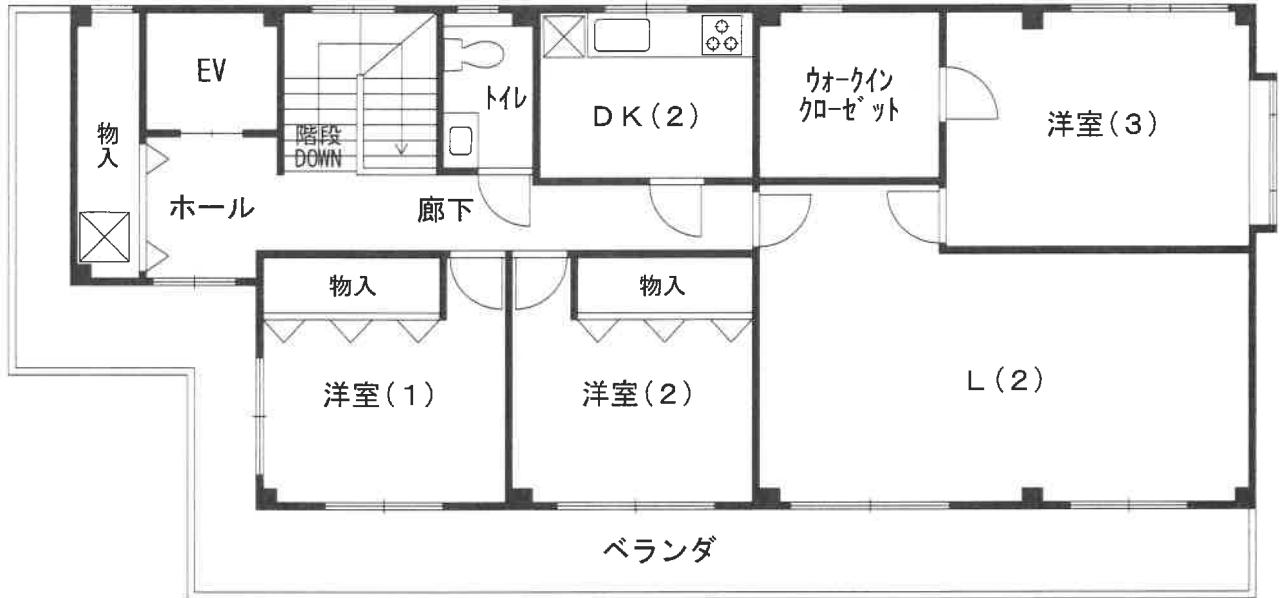 EV
物入
階段
DOWN
トイレ
DK(2)
ウォークイン
クローゼット
洋室(3)
ホール
廊下
物入
物入
洋室(1)
洋室(2)
L(2)
ベランダ